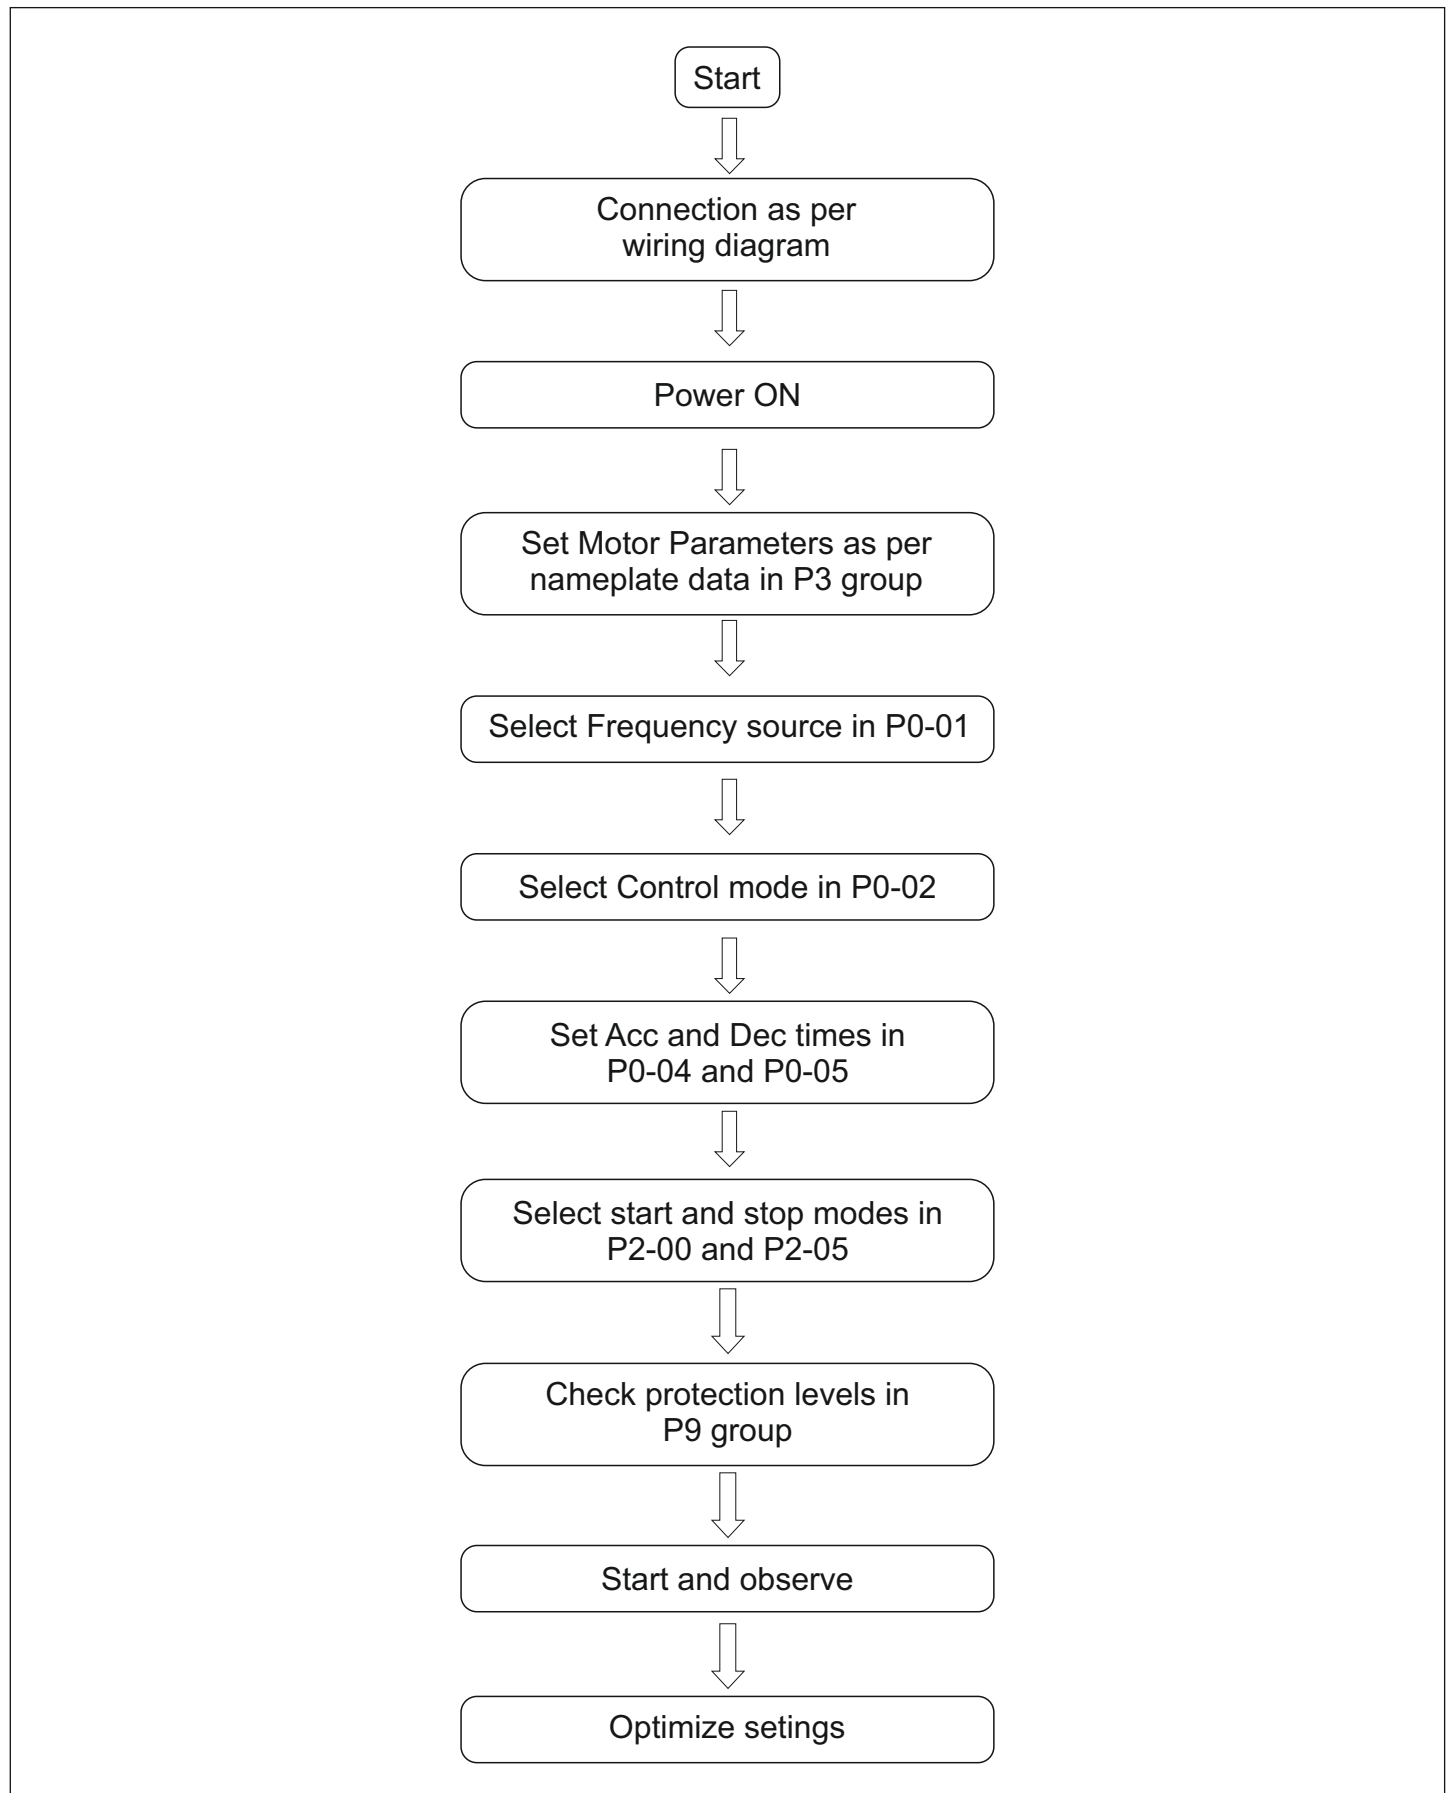 Start
Connection as per
wiring diagram
Power ON
Set Motor Parameters as per
nameplate data in P3 group
Select Frequency source in P0-01
Select Control mode in P0-02
Set Acc and Dec times in
P0-04 and P0-05
Select start and stop modes in
P2-00 and P2-05
Check protection levels in
P9 group
Start and observe
Optimize setings